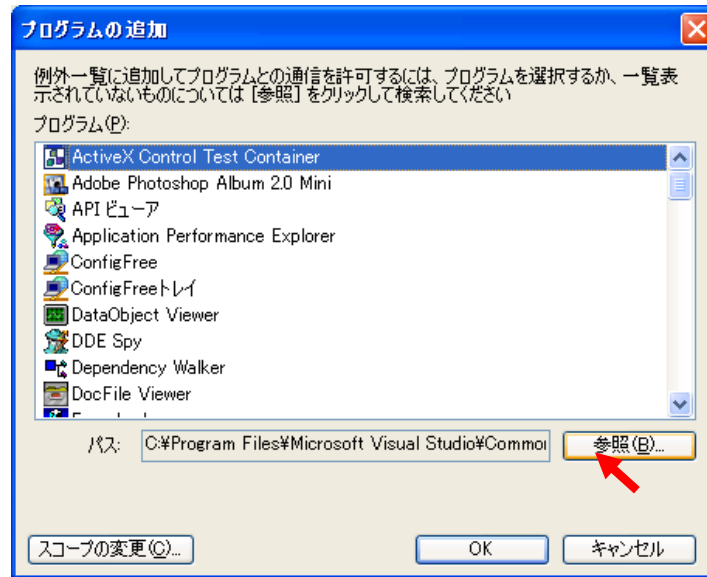 プログラムの追加
例外一覧に追加してプログラムとの通信を許可するには、プログラムを選択するか、一覧表
示されていないものについては [参照] をクリックして検索してください
プログラム(P):
ActiveX Control Test Container
Adobe Photoshop Album 2.0 Mini
API ビューア
Application Performance Explorer
ConfigFree
ConfigFreeトレイ
DataObject Viewer
DDE Spy
Dependency Walker
DocFile Viewer
パス: C:¥Program Files¥Microsoft Visual Studio¥Common 参照(B)...
スコープの変更(C)... OK キャンセル